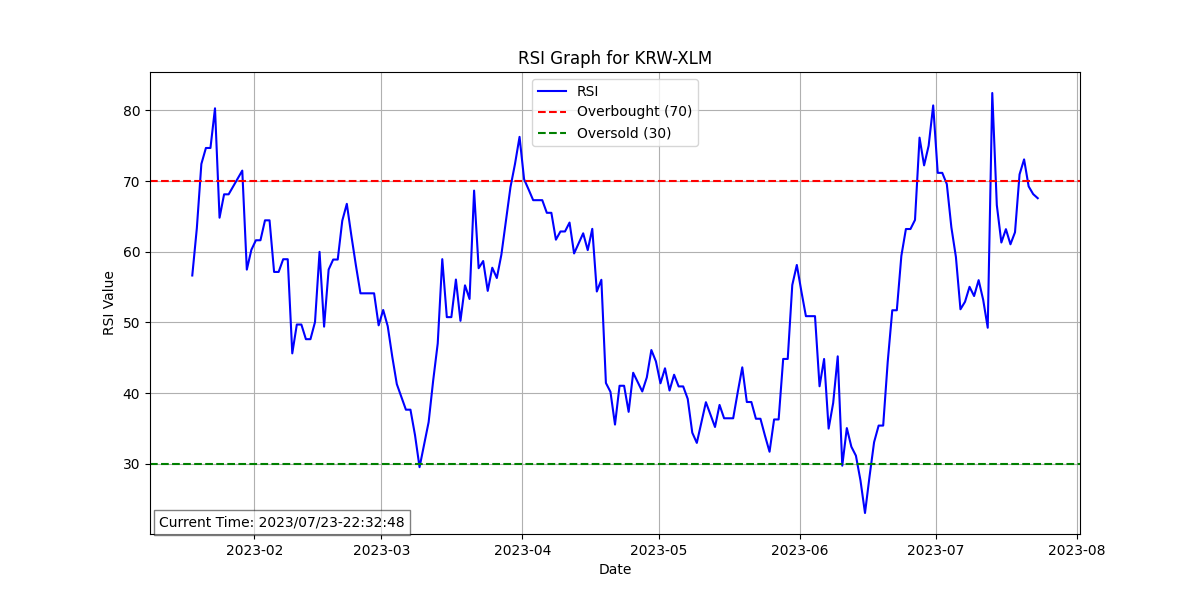 RSI Graph for KRW-XLM
RSI
Overbought (70)
Oversold (30)
80
70
60
50
40
30
RSI Value
Current Time: 2023/07/23-22:32:48
2023-02
2023-03
2023-04
2023-05
2023-06
2023-07
2023-08
Date